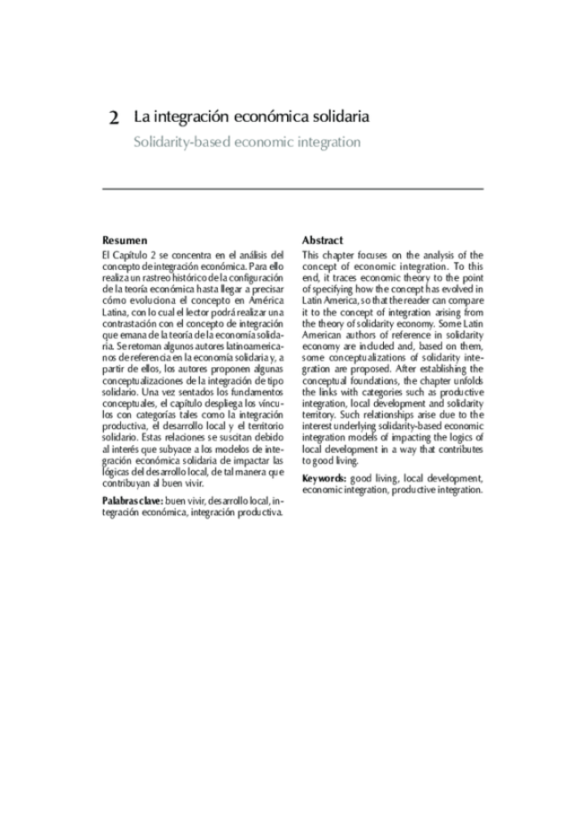 2 La integración económica solidaria
Solidarity-based economic integration
Resumen
El Capítulo 2 se concentra en el análisis del
concepto de integración económica. Para ello
realiza un rastreo histórico de la configuración
de la teoría económica hasta llegar a precisar
cómo evoluciona el concepto en América
Latina, con lo cual el lector podrá realizar una
contrastación con el concepto de integración
que emana de la teoría de la economía solida-
ria. Se retoman algunos autores latinoamerica-
nos de referencia en la economía solidaria y, a
partir de ellos, los autores proponen algunas
conceptualizaciones de la integración de tipo
solidario. Una vez sentados los fundamentos
conceptuales, el capítulo despliega los víncu-
los con categorías tales como la integración
productiva, el desarrollo local y el territorio
solidario. Estas relaciones se suscitan debido
al interés que subyace a los modelos de inte-
gración económica solidaria de impactar las
lógicas del desarrollo local, de tal manera que
contribuyan al buen vivir.
Palabras clave: buen vivir, desarrollo local, in-
tegración económica, integración productiva.
Abstract
This chapter focuses on the analysis of the
concept of economic integration. To this
end, it traces economic theory to the point
of specifying how the concept has evolved in
Latin America, so that the reader can compare
it to the concept of integration arising from
the theory of solidarity economy. Some Latin
American authors of reference in solidarity
economy are included and, based on them,
some conceptualizations of solidarity inte-
gration are proposed. After establishing the
conceptual foundations, the chapter unfolds
the links with categories such as productive
integration, local development and solidarity
territory. Such relationships arise due to the
interest underlying solidarity-based economic
integration models of impacting the logics of
local development in a way that contributes
to good living.
Keywords: good living, local development,
economic integration, productive integration.